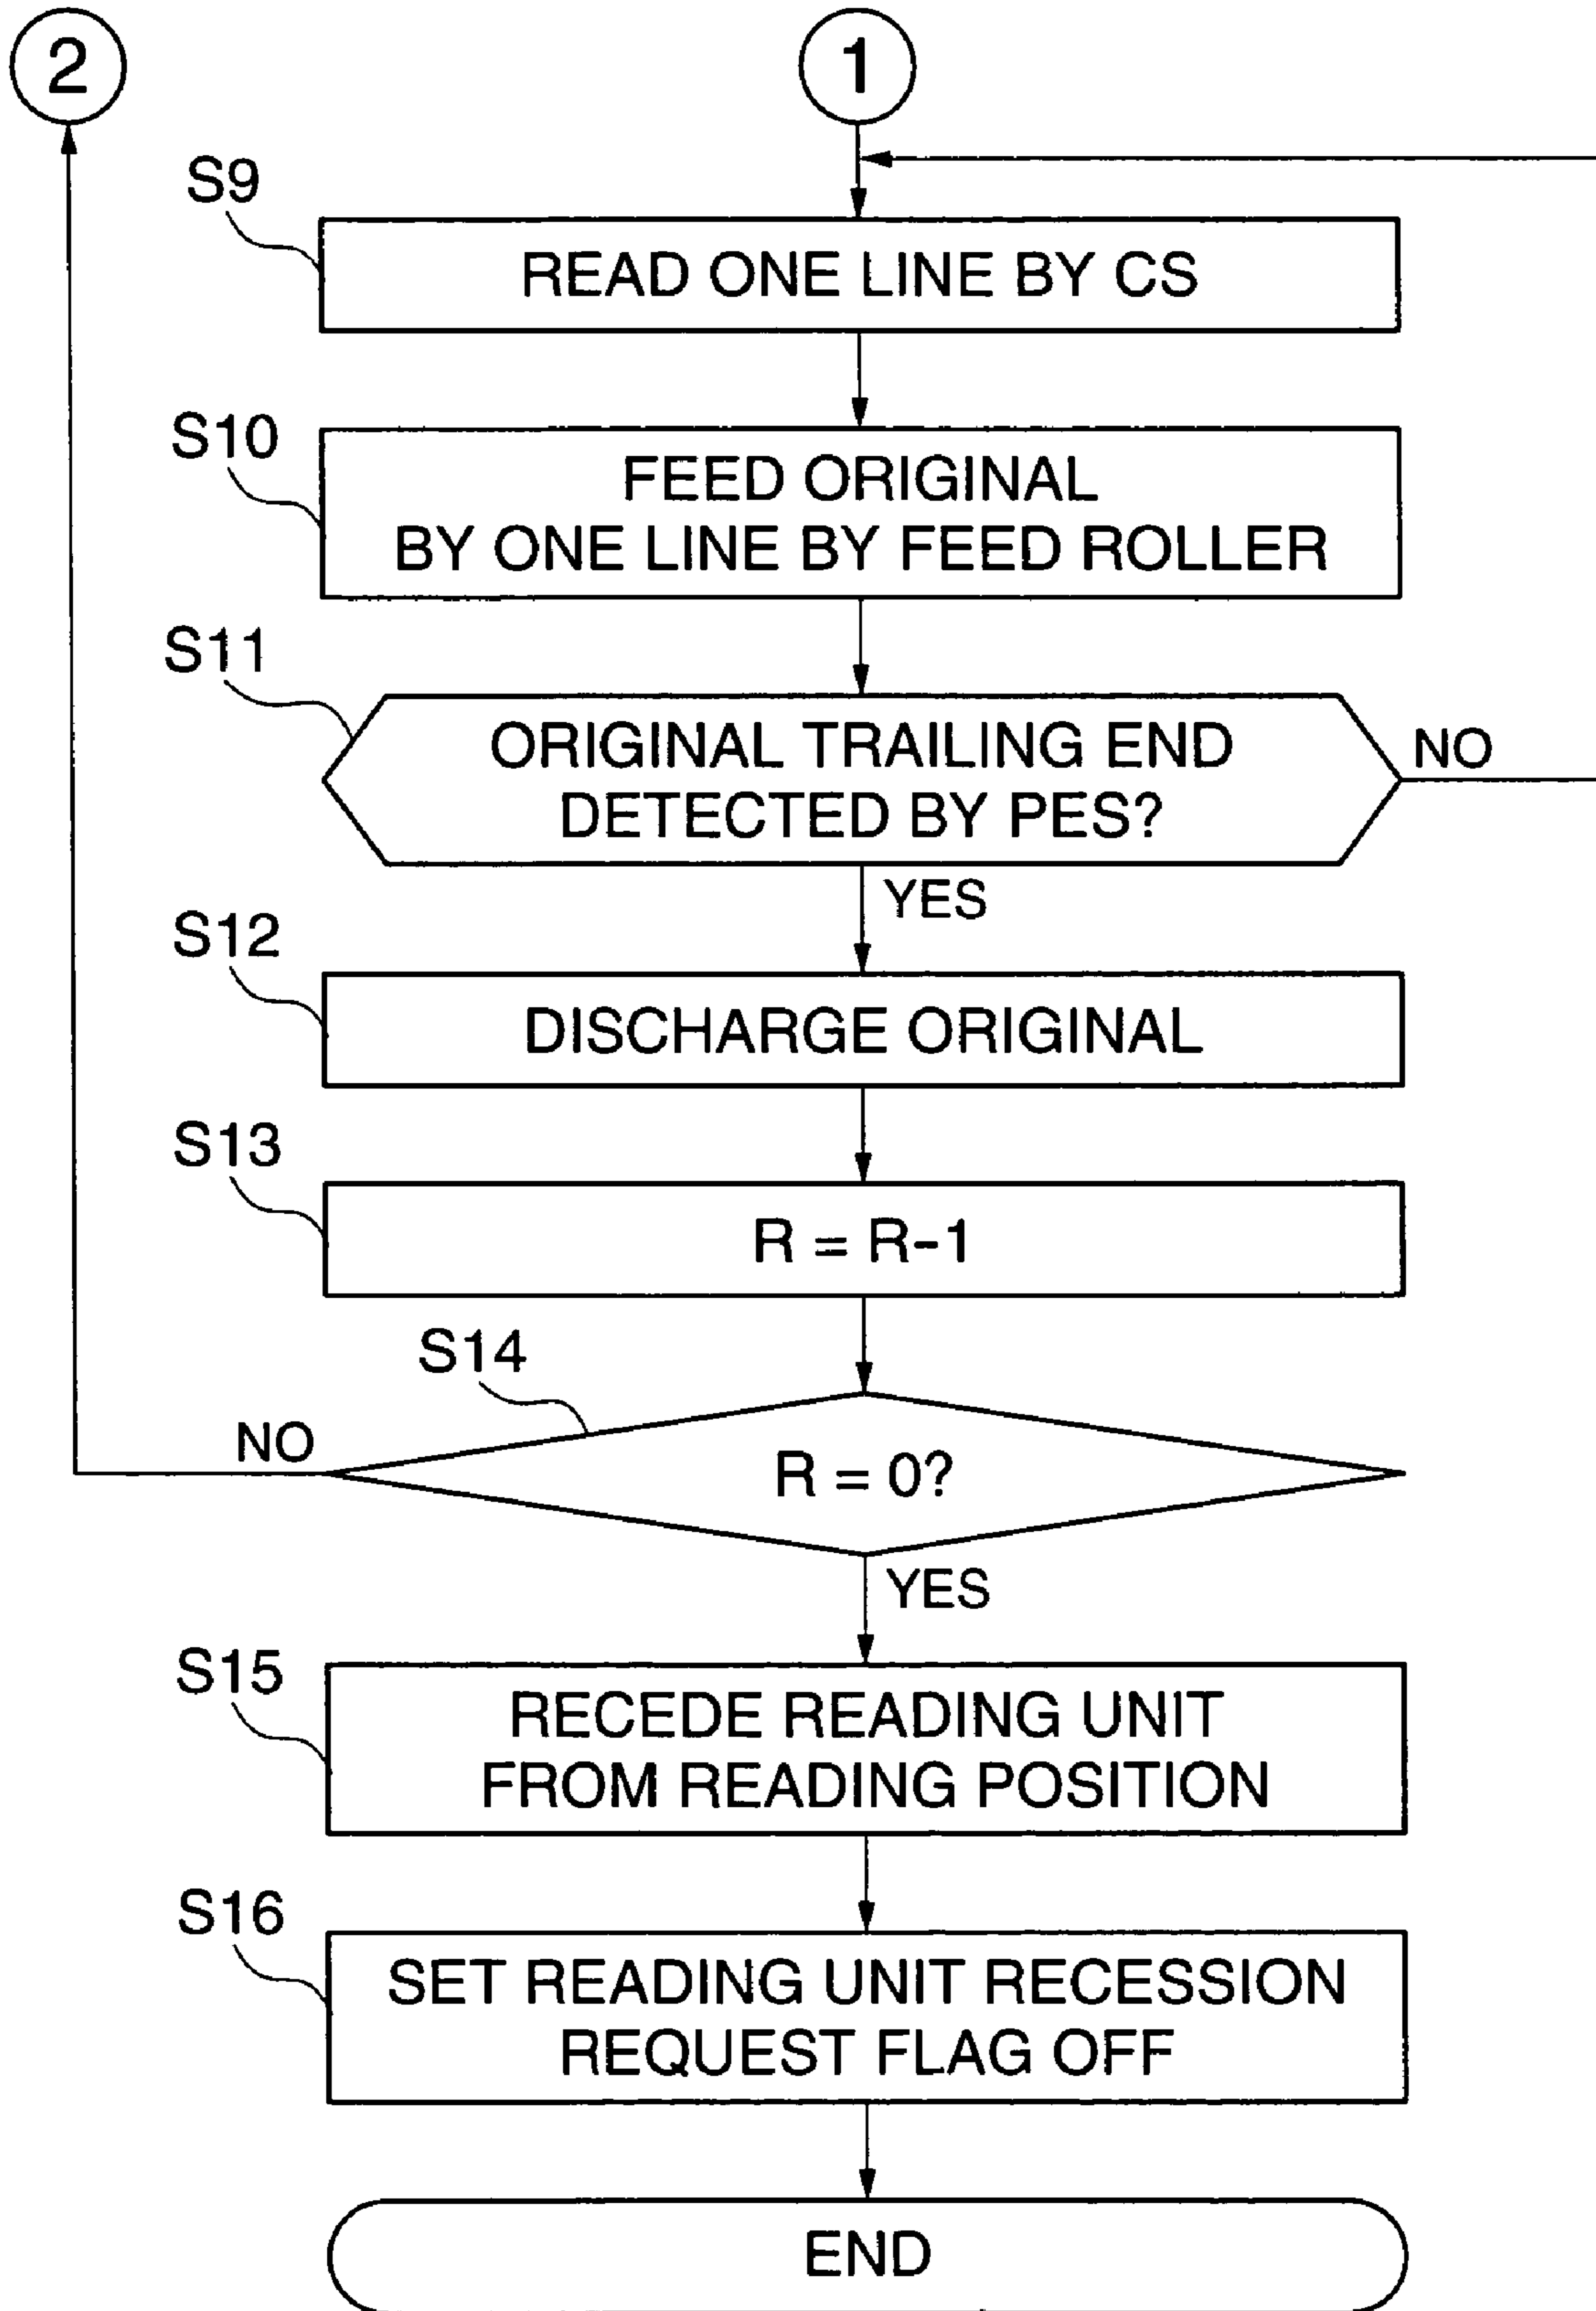 2
1
S9
READ ONE LINE BY CS
S10
FEED ORIGINAL
BY ONE LINE BY FEED ROLLER
S11
ORIGINAL TRAILING END
DETECTED BY PES?
NO
YES
S12
DISCHARGE ORIGINAL
S13
R = R-1
S14
NO
R = 0?
YES
S15
RECEDE READING UNIT
FROM READING POSITION
S16
SET READING UNIT RECESSION
REQUEST FLAG OFF
END